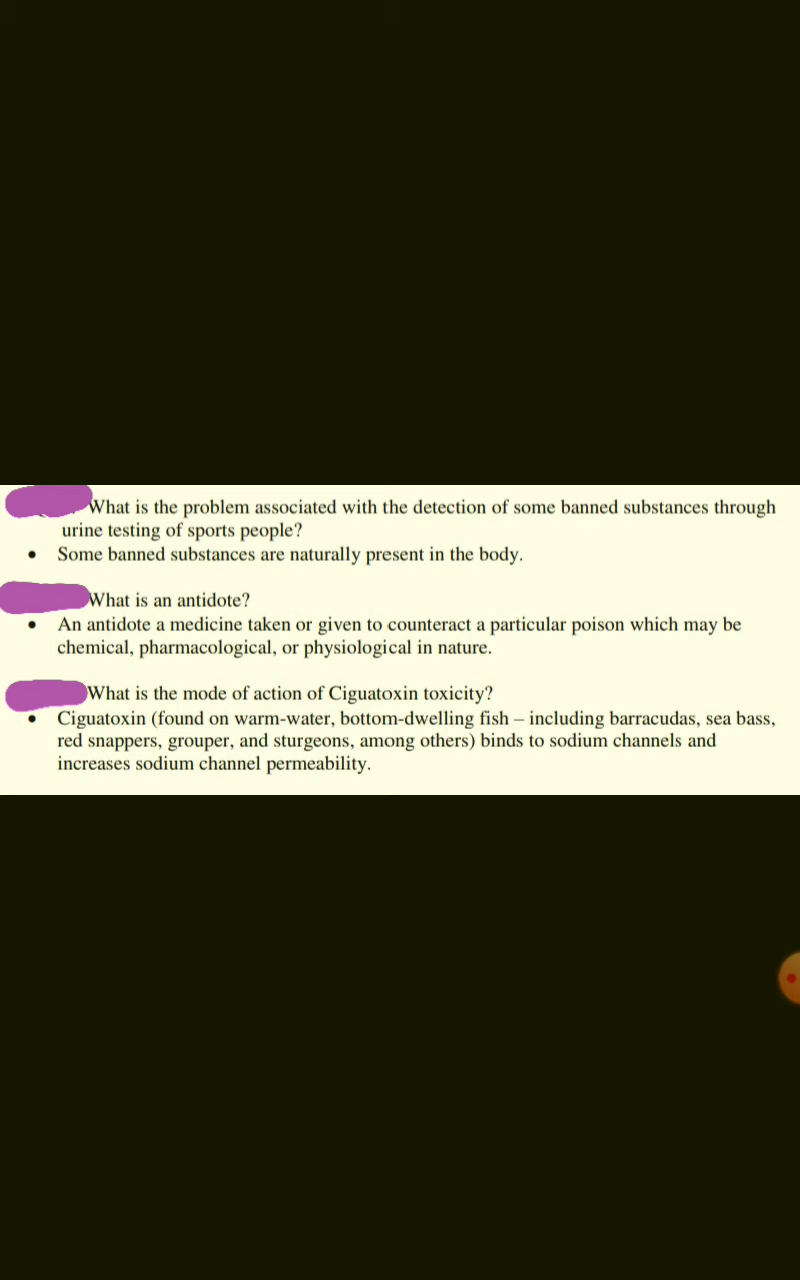 What is the problem associated with the detection of some banned substances through
urine testing of sports people?
• Some banned substances are naturally present in the body.
What is an antidote?
• An antidote a medicine taken or given to counteract a particular poison which may be
chemical, pharmacological, or physiological in nature.
What is the mode of action of Ciguatoxin toxicity?
• Ciguatoxin (found on warm-water, bottom-dwelling fish – including barracudas, sea bass,
red snappers, grouper, and sturgeons, among others) binds to sodium channels and
increases sodium channel permeability.